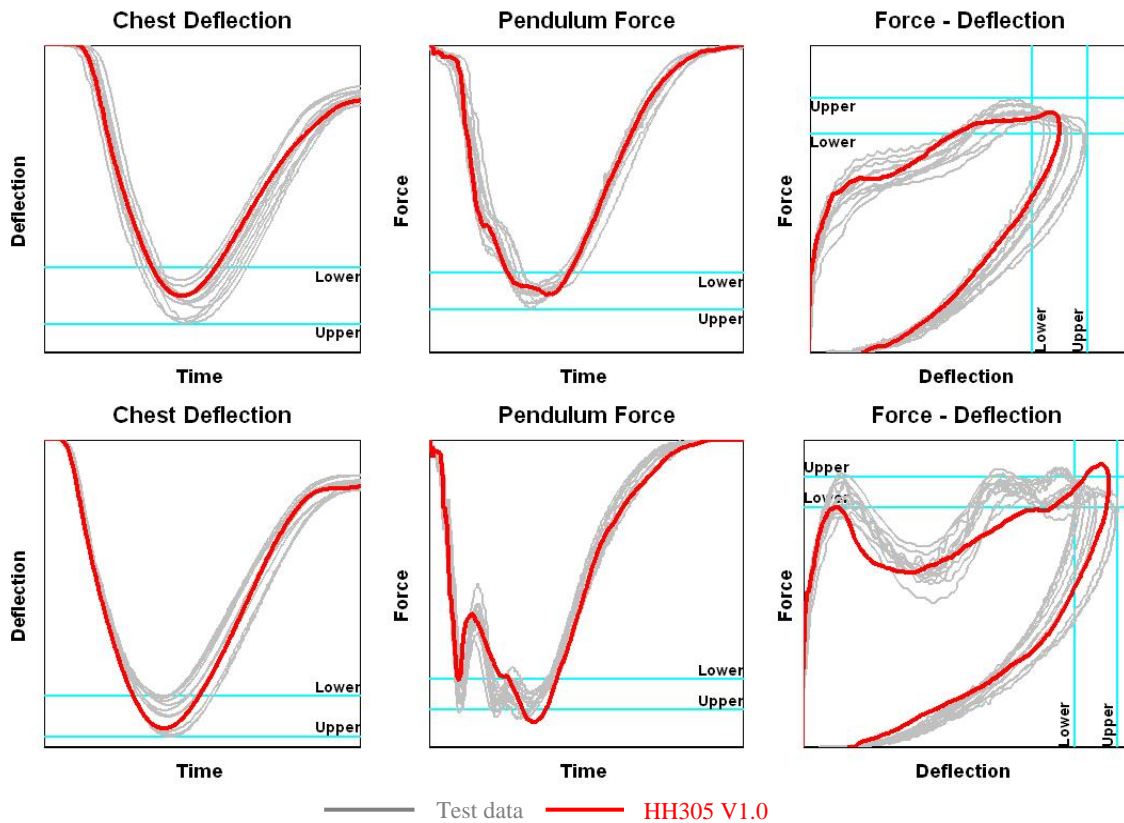 Chest Deflection
Deflection
Lower
Upper
Time
Pendulum Force
Force
Lower
Upper
Time
Force - Deflection
Force
Upper
Lower
Lower
Upper
Deflection
Chest Deflection
Deflection
Lower
Upper
Time
Pendulum Force
Force
Lower
Upper
Time
Force - Deflection
Force
Upper
Lower
Lower
Upper
Deflection
Test data
HH305 V1.0